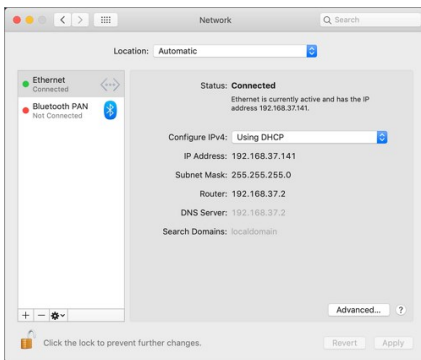 Network
Search
Location: Automatic
Ethernet
Connected
Bluetooth PAN
Not Connected
Status: Connected
Ethernet is currently active and has the IP
address 192.168.37.141.
Configure IPv4: Using DHCP
IP Address: 192.168.37.141
Subnet Mask: 255.255.255.0
Router: 192.168.37.2
DNS Server: 192.168.37.2
Search Domains: localdomain
Advanced... ?
Click the lock to prevent further changes.
Revert Apply